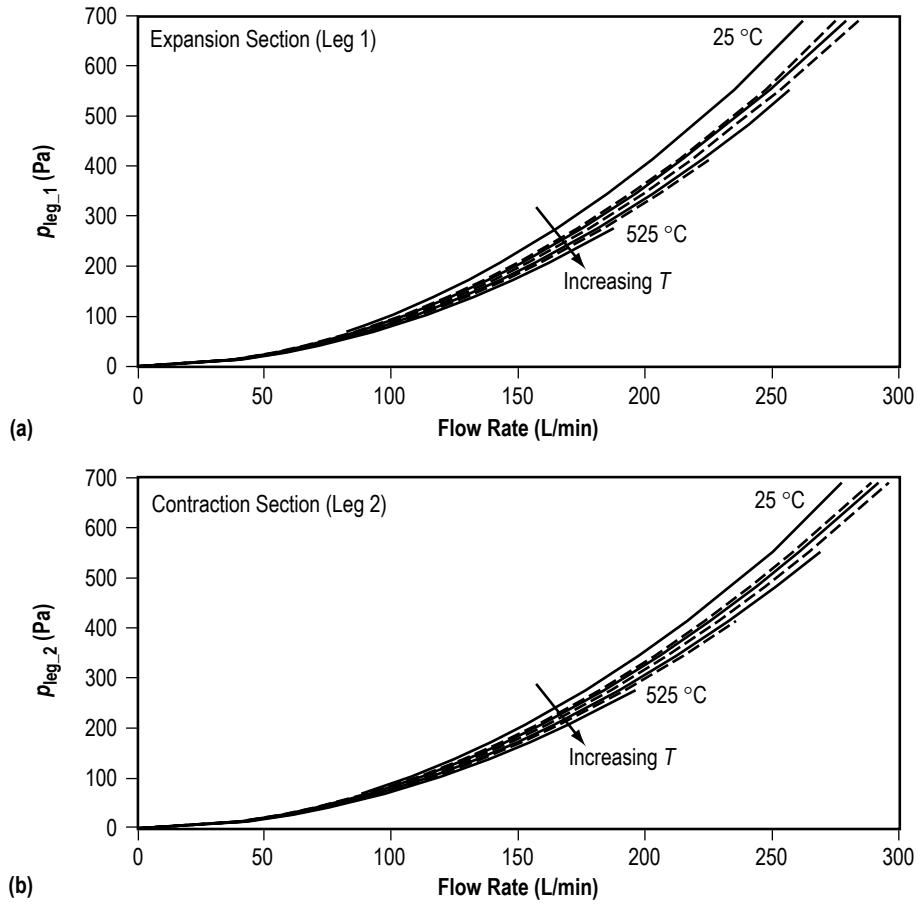 700
600
500
400
300
200
100
0
p leg_1 (Pa)
Expansion Section (Leg 1)
25 °C
525 °C
Increasing T
0 50 100 150 200 250 300
Flow Rate (L/min)
(a)
700
600
500
400
300
200
100
0
p leg_2 (Pa)
Contraction Section (Leg 2)
25 °C
525 °C
Increasing T
0 50 100 150 200 250 300
Flow Rate (L/min)
(b)